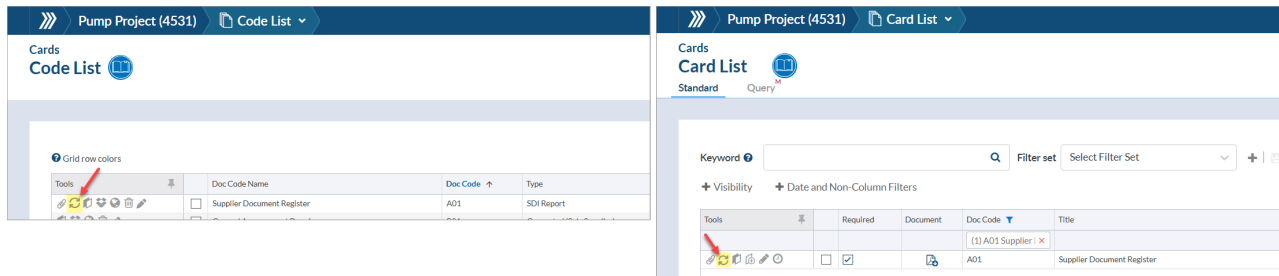 Pump Project (4531) Code List
Cards
Code List
Grid row colors
Tools Doc Code Name Doc Code Type
Supplier Document Register A01 SDI Report
Pump Project (4531) Card List
Cards
Card List
M
Standard Query
Keyword Filter set Select Filter Set
+ Visibility + Date and Non-Column Filters
Tools Required Document Doc Code Title
(1) A01 Supplier
A01 Supplier Document Register